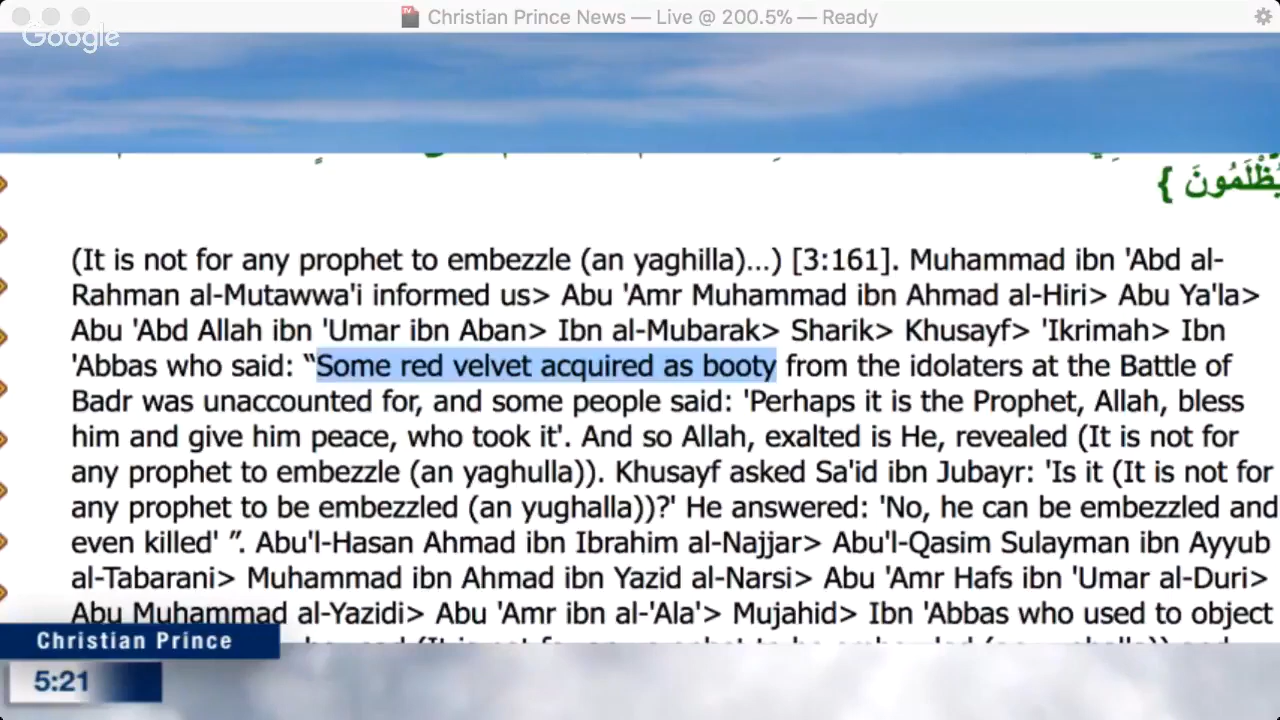 Christian Prince News — Live @ 200.5% — Ready
Google
يُظْلَمُونَ }
(It is not for any prophet to embezzle (an yaghilla)...) [3:161]. Muhammad ibn 'Abd al-
Rahman al-Mutawwa'i informed us> Abu 'Amr Muhammad ibn Ahmad al-Hiri> Abu Ya'la>
Abu 'Abd Allah ibn 'Umar ibn Aban> Ibn al-Mubarak> Sharik> Khusayf> 'Ikrimah> Ibn
'Abbas who said: “Some red velvet acquired as booty from the idolaters at the Battle of
Badr was unaccounted for, and some people said: 'Perhaps it is the Prophet, Allah, bless
him and give him peace, who took it'. And so Allah, exalted is He, revealed (It is not for
any prophet to embezzle (an yaghulla)). Khusayf asked Sa'id ibn Jubayr: 'Is it (It is not for
any prophet to be embezzled (an yughalla))?' He answered: 'No, he can be embezzled and
even killed' ”. Abu'l-Hasan Ahmad ibn Ibrahim al-Najjar> Abu'l-Qasim Sulayman ibn Ayyub
al-Tabarani> Muhammad ibn Ahmad ibn Yazid al-Narsi> Abu 'Amr Hafs ibn 'Umar al-Duri>
Abu Muhammad al-Yazidi> Abu 'Amr ibn al-'Ala'> Mujahid> Ibn 'Abbas who used to object
Christian Prince
5:21